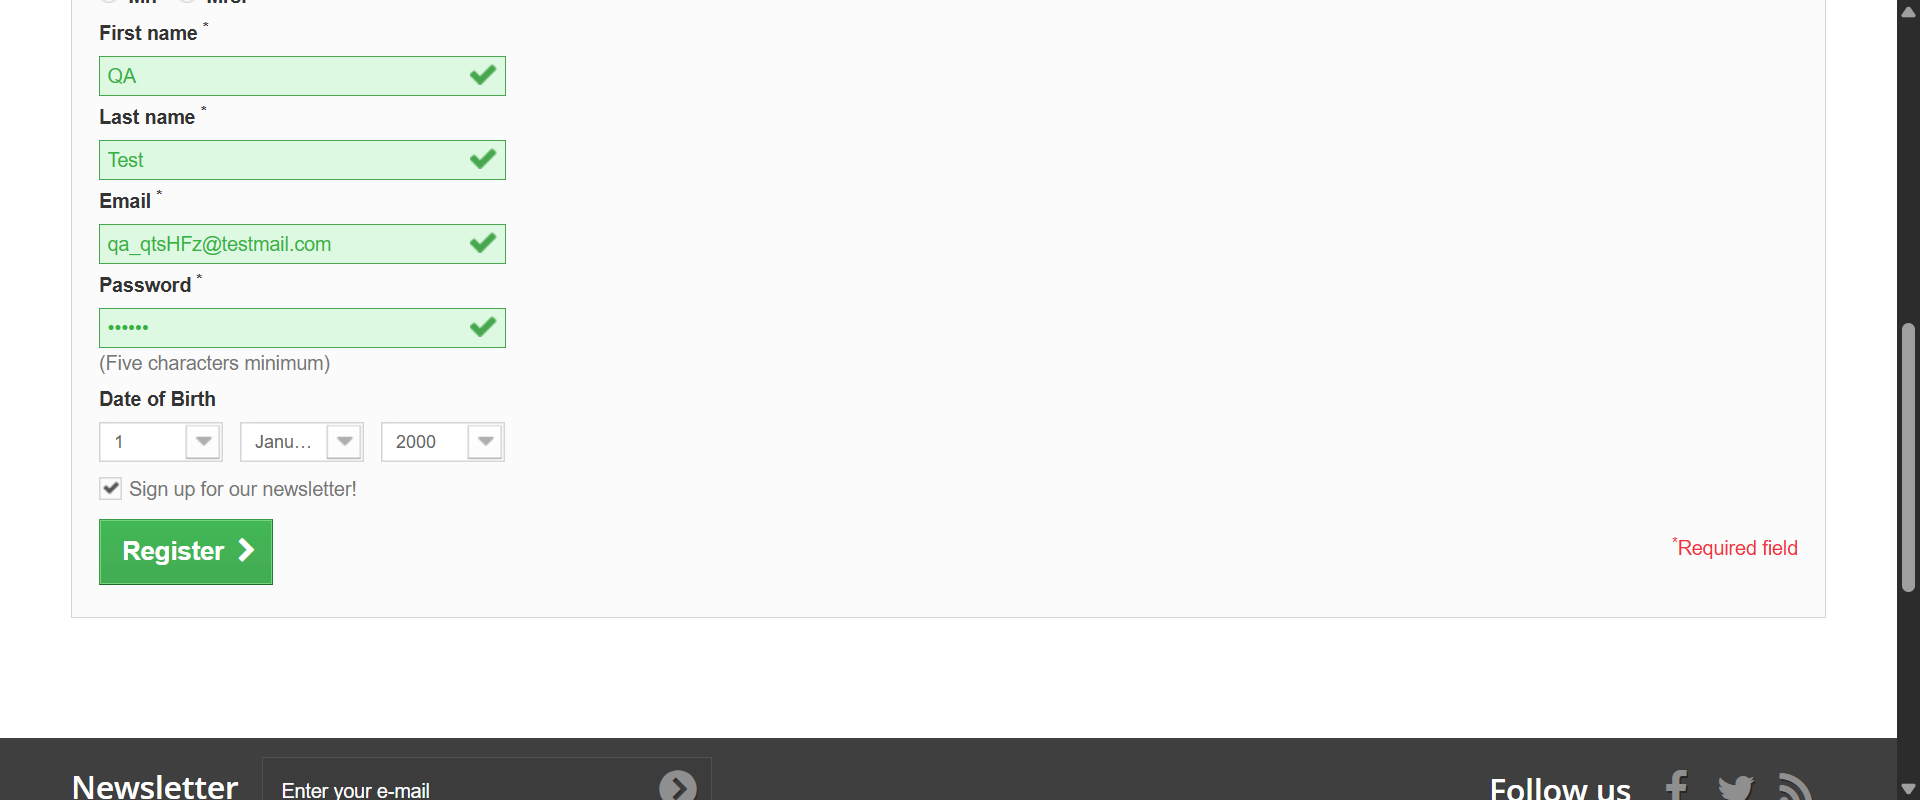 First name *
QA
Last name *
Test
Email *
qa_qtsHFz@testmail.com
Password *
••••••
(Five characters minimum)
Date of Birth
1 Janu... 2000
Sign up for our newsletter!
Register
*Required field
Newsletter Enter your e-mail Follow us